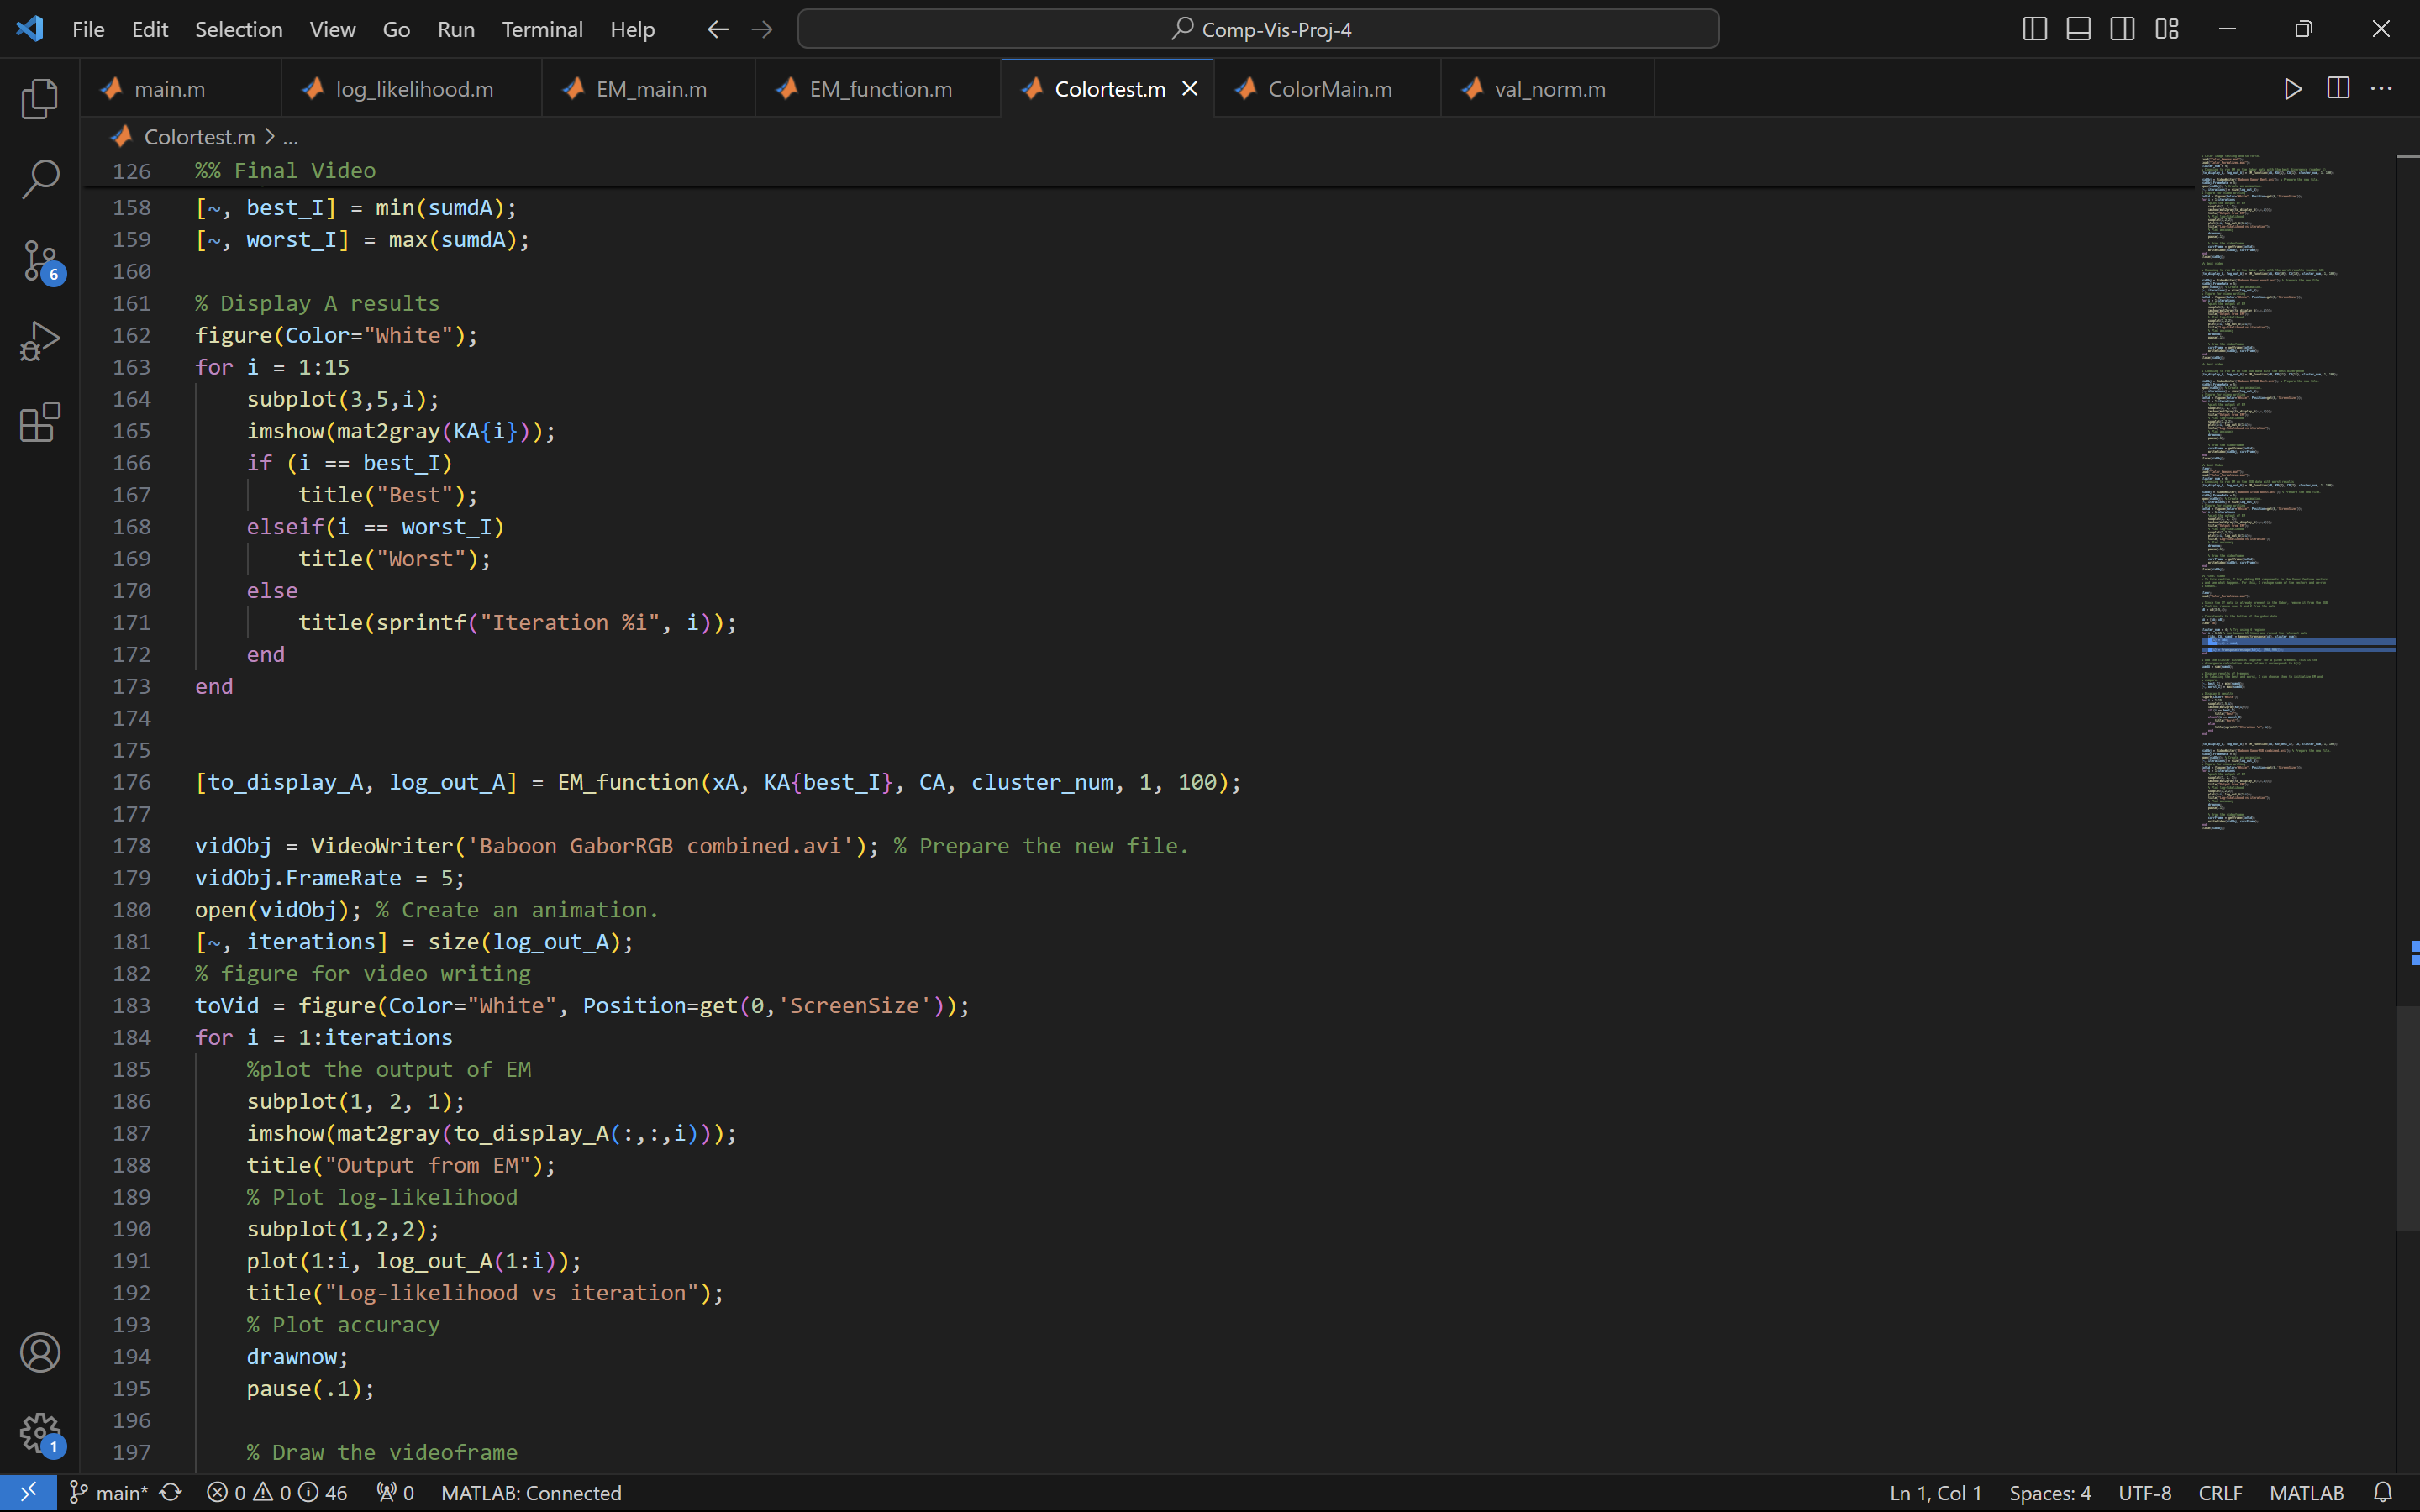 File Edit Selection View Go Run Terminal Help Comp-Vis-Proj-4
main.m log_likelihood.m EM_main.m EM_function.m Colortest.m ColorMain.m val_norm.m
Colortest.m > ...
126 %% Final Video
158 [~, best_I] = min(sumdA);
159 [~, worst_I] = max(sumdA);
160
161 % Display A results
162 figure(Color="White");
163 for i = 1:15
164 subplot(3,5,i);
165 imshow(mat2gray(KA{i}));
166 if (i == best_I)
167 title("Best");
168 elseif(i == worst_I)
169 title("Worst");
170 else
171 title(sprintf("Iteration %i", i));
172 end
173 end
174
175
176 [to_display_A, log_out_A] = EM_function(xA, KA{best_I}, CA, cluster_num, 1, 100);
177
178 vidObj = VideoWriter('Baboon GaborRGB combined.avi'); % Prepare the new file.
179 vidObj.FrameRate = 5;
180 open(vidObj); % Create an animation.
181 [~, iterations] = size(log_out_A);
182 % figure for video writing
183 toVid = figure(Color="White", Position=get(0,'ScreenSize'));
184 for i = 1:iterations
185 %plot the output of EM
186 subplot(1, 2, 1);
187 imshow(mat2gray(to_display_A(:,:,i)));
188 title("Output from EM");
189 % Plot log-likelihood
190 subplot(1,2,2);
191 plot(1:i, log_out_A(1:i));
192 title("Log-likelihood vs iteration");
193 % Plot accuracy
194 drawnow;
195 pause(.1);
196
197 % Draw the videoframe
6
1
main* 0 0 46 0 MATLAB: Connected Ln 1, Col 1 Spaces: 4 UTF-8 CRLF MATLAB